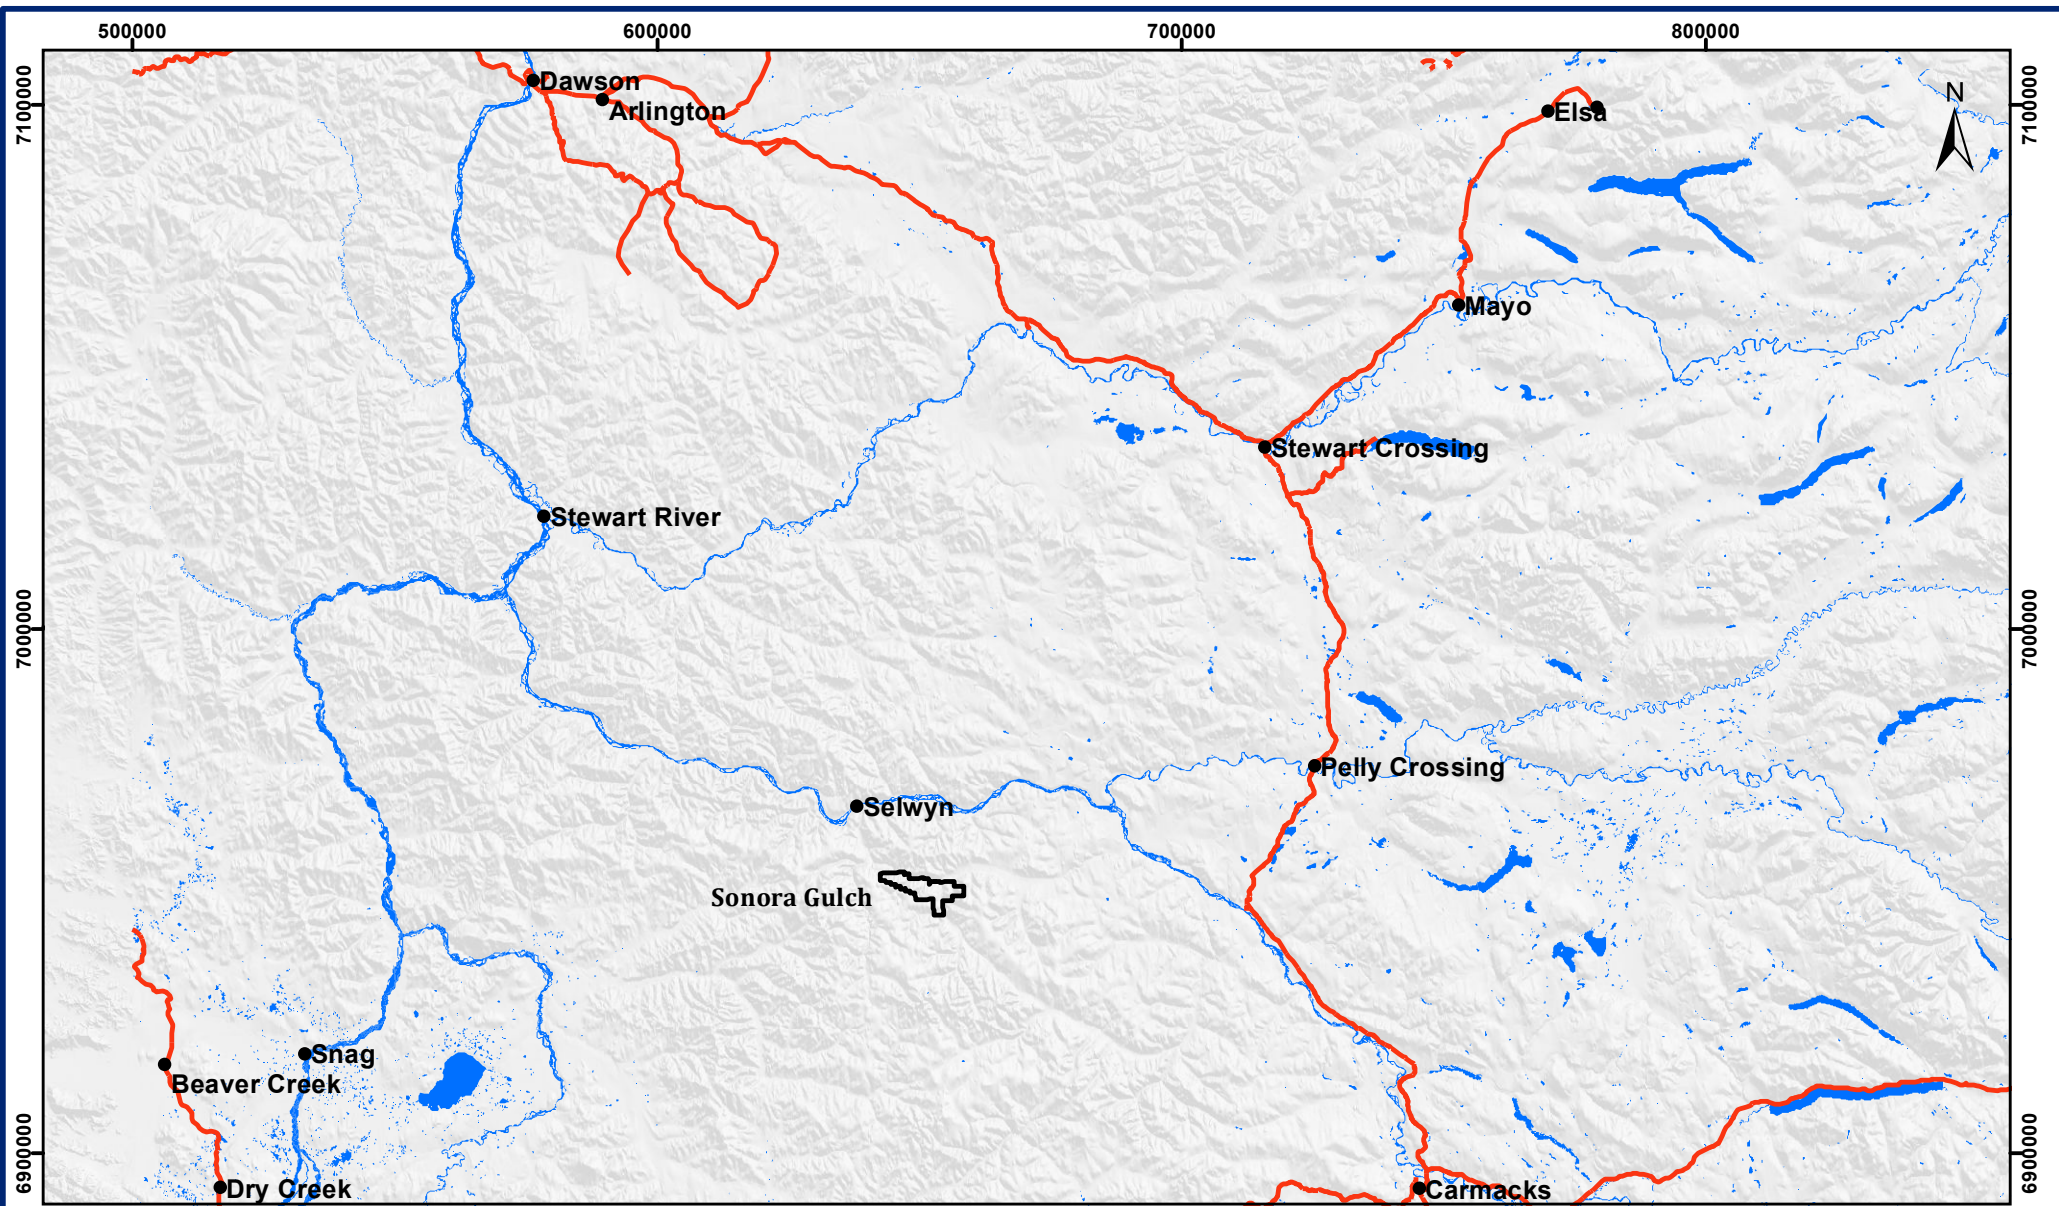 500000
600000
700000
800000
7100000
7100000
N
Dawson
Arlington
Elsa
Mayo
Stewart Crossing
Stewart River
7000000
7000000
Pelly Crossing
Selwyn
Sonora Gulch
Snag
Beaver Creek
6900000
6900000
Dry Creek
Carmacks